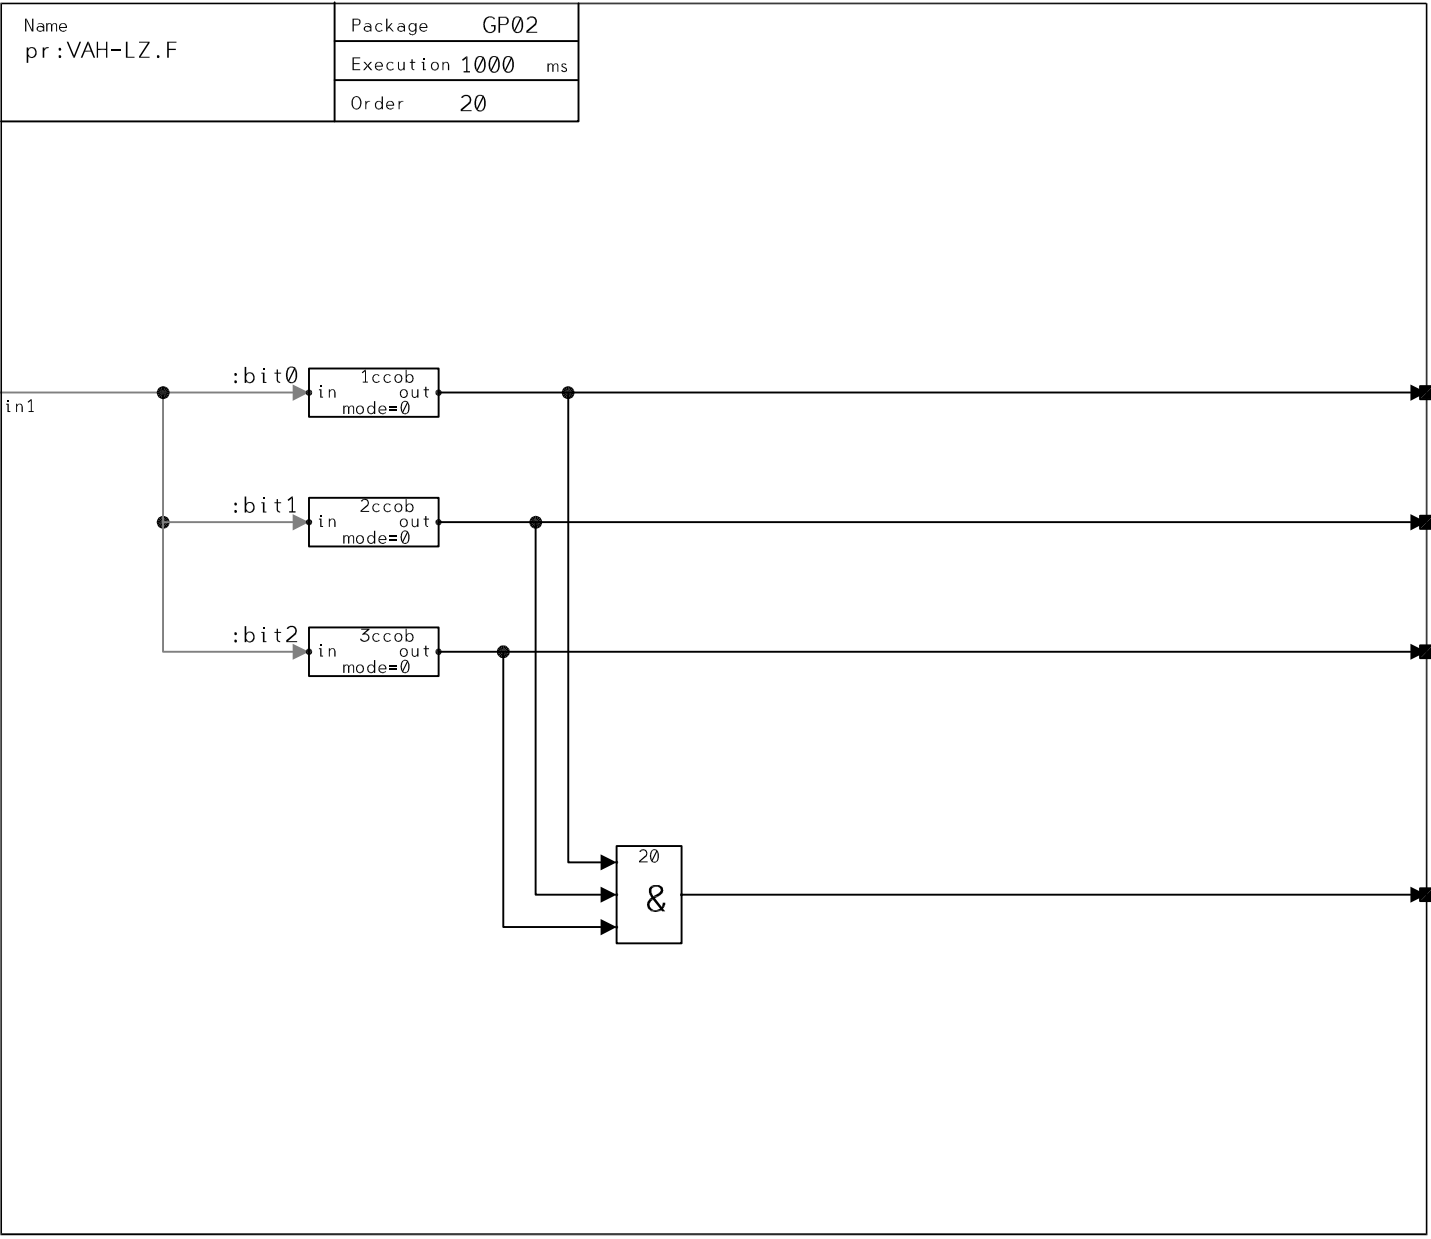 Name
pr:VAH-LZ.F
Package GP02
Execution 1000 ms
Order 20
:bit0
1ccob
in out
mode=0
in1
:bit1
2ccob
in out
mode=0
:bit2
3ccob
in out
mode=0
20
&